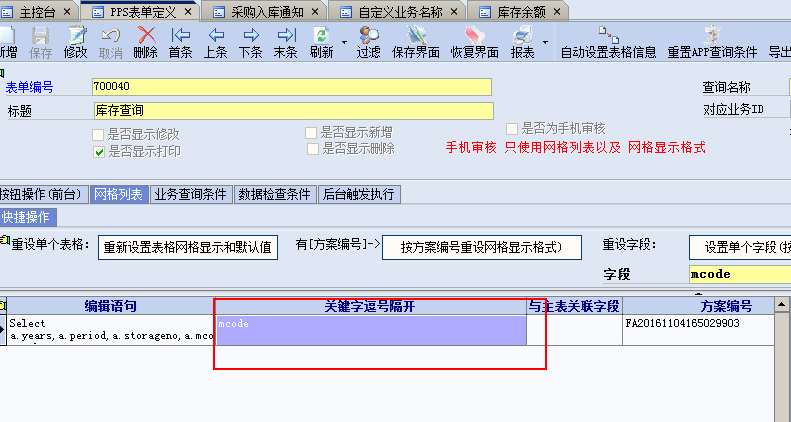 主控台 × PPS表单定义 × 采购入库通知 × 自定义业务名称 × 库存余额 ×
新增 保存 修改 取消 删除 首条 上条 下条 末条 刷新 过滤 保存界面 恢复界面 报表 自动设置表格信息 重置APP查询条件 导出
表单编号 700040 查询名称
标题 库存查询 对应业务ID
是否显示修改 是否显示新增 是否为手机审核
是否显示打印 是否显示删除 手机审核 只使用网格列表以及 网格显示格式
按钮操作(前台) 网格列表 业务查询条件 数据检查条件 后台触发执行
快捷操作
重设单个表格: 重新设置表格网格显示和默认值 有[方案编号]-> 按方案编号重设网格显示格式) 重设字段: 设置单个字段(按
字段 mcode
编辑语句 关键字逗号隔开 与主表关联字段 方案编号
Select mcode FA20161104165029903
a.years,a.period,a.storageno,a.mco